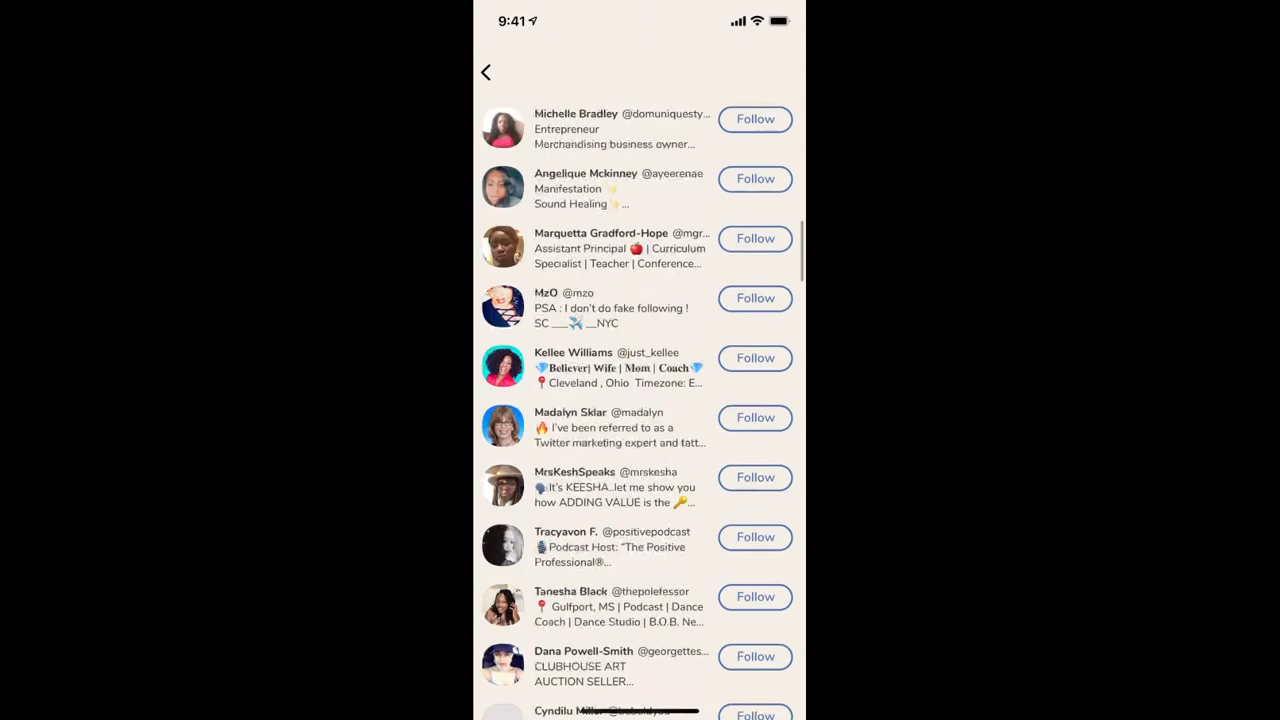 9:41
Michelle Bradley @domuniquesty... Follow
Entrepreneur
Merchandising business owner...
Angelique Mckinney @ayeerenae Follow
Manifestation ✨
Sound Healing ✨...
Marquetta Gradford-Hope @mgr... Follow
Assistant Principal 🍎 | Curriculum
Specialist | Teacher | Conference...
MzO @mzo Follow
PSA : I don't do fake following !
SC ___✈️ __NYC
Kellee Williams @just_kellee Follow
💎Believer| Wife | Mom | Coach💎
📍Cleveland , Ohio Timezone: E...
Madalyn Sklar @madalyn Follow
🔥 I've been referred to as a
Twitter marketing expert and tatt...
MrsKeshSpeaks @mrskesha Follow
🗣️It's KEESHA..let me show you
how ADDING VALUE is the 🔑...
Tracyavon F. @positivepodcast Follow
🎙️Podcast Host: "The Positive
Professional®...
Tanesha Black @thepolefessor Follow
📍 Gulfport, MS | Podcast | Dance
Coach | Dance Studio | B.O.B. Ne...
Dana Powell-Smith @georgettes... Follow
CLUBHOUSE ART
AUCTION SELLER...
Cyndilu Miller Follow